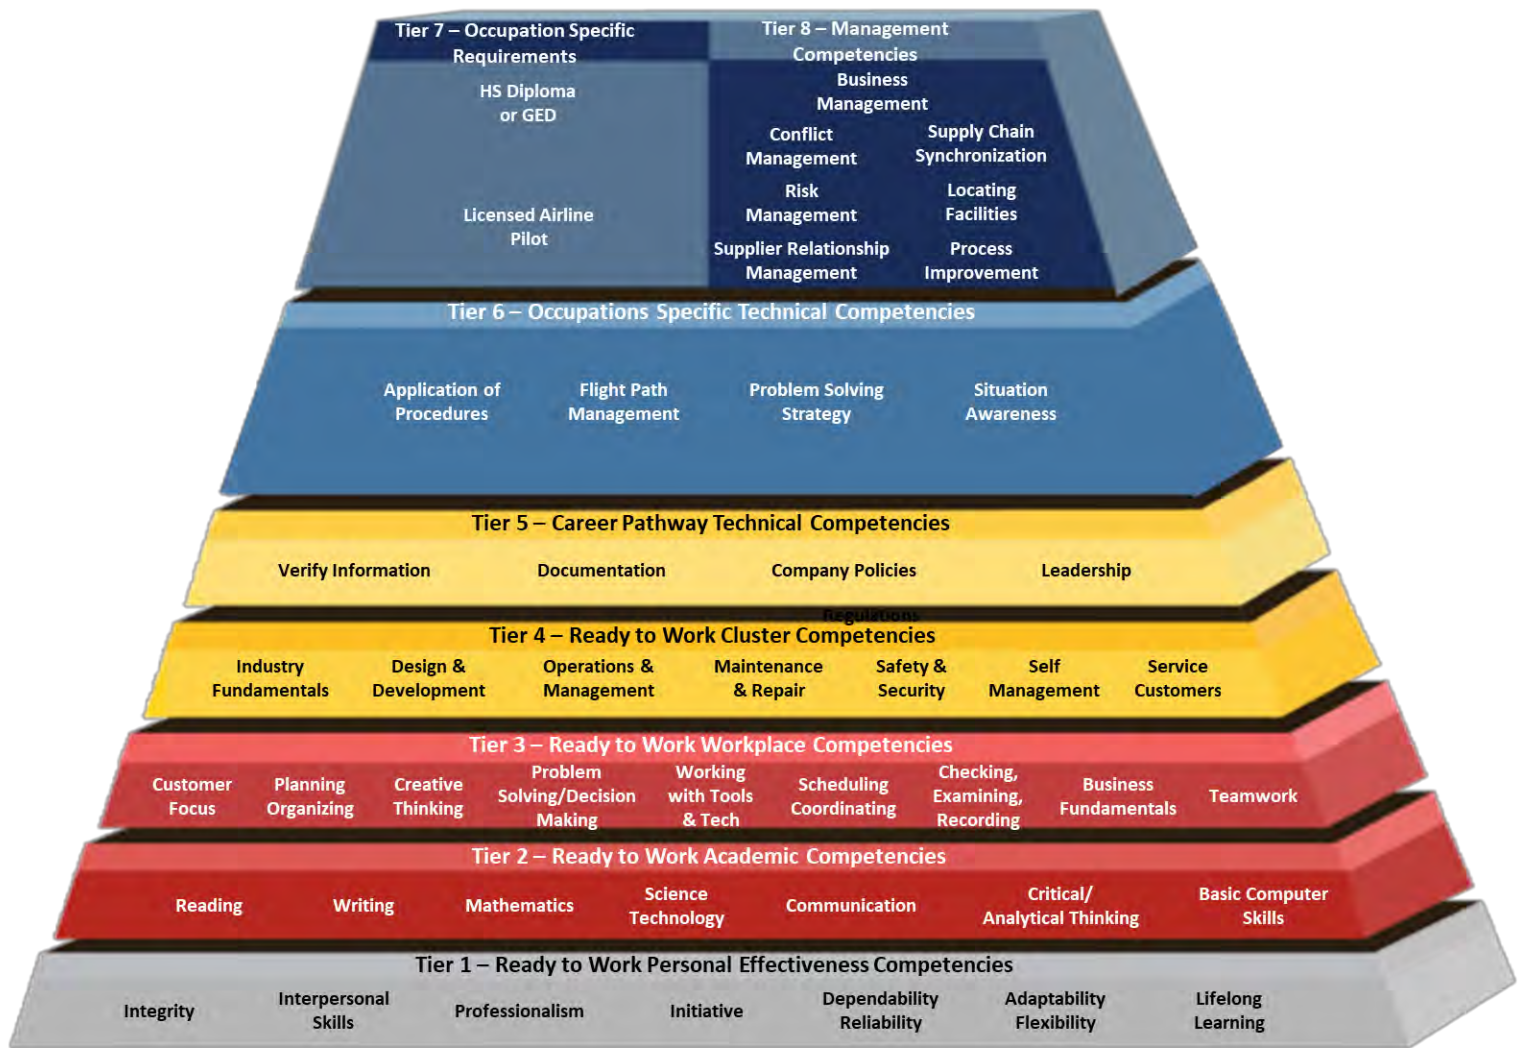 Tier 7 – Occupation Specific
Requirements
HS Diploma
or GED
Licensed Airline
Pilot
Tier 8 – Management
Competencies
Business
Management
Conflict
Management
Supply Chain
Synchronization
Risk
Management
Locating
Facilities
Supplier Relationship
Management
Process
Improvement
Tier 6 – Occupations Specific Technical Competencies
Application of
Procedures
Flight Path
Management
Problem Solving
Strategy
Situation
Awareness
Tier 5 – Career Pathway Technical Competencies
Verify Information
Documentation
Company Policies
Regulations
Leadership
Tier 4 – Ready to Work Cluster Competencies
Industry
Fundamentals
Design &
Development
Operations &
Management
Maintenance
& Repair
Safety &
Security
Self
Management
Service
Customers
Tier 3 – Ready to Work Workplace Competencies
Customer
Focus
Planning
Organizing
Creative
Thinking
Problem
Solving/Decision
Making
Working
with Tools
& Tech
Scheduling
Coordinating
Checking,
Examining,
Recording
Business
Fundamentals
Teamwork
Tier 2 – Ready to Work Academic Competencies
Reading
Writing
Mathematics
Science
Technology
Communication
Critical/
Analytical Thinking
Basic Computer
Skills
Tier 1 – Ready to Work Personal Effectiveness Competencies
Integrity
Interpersonal
Skills
Professionalism
Initiative
Dependability
Reliability
Adaptability
Flexibility
Lifelong
Learning